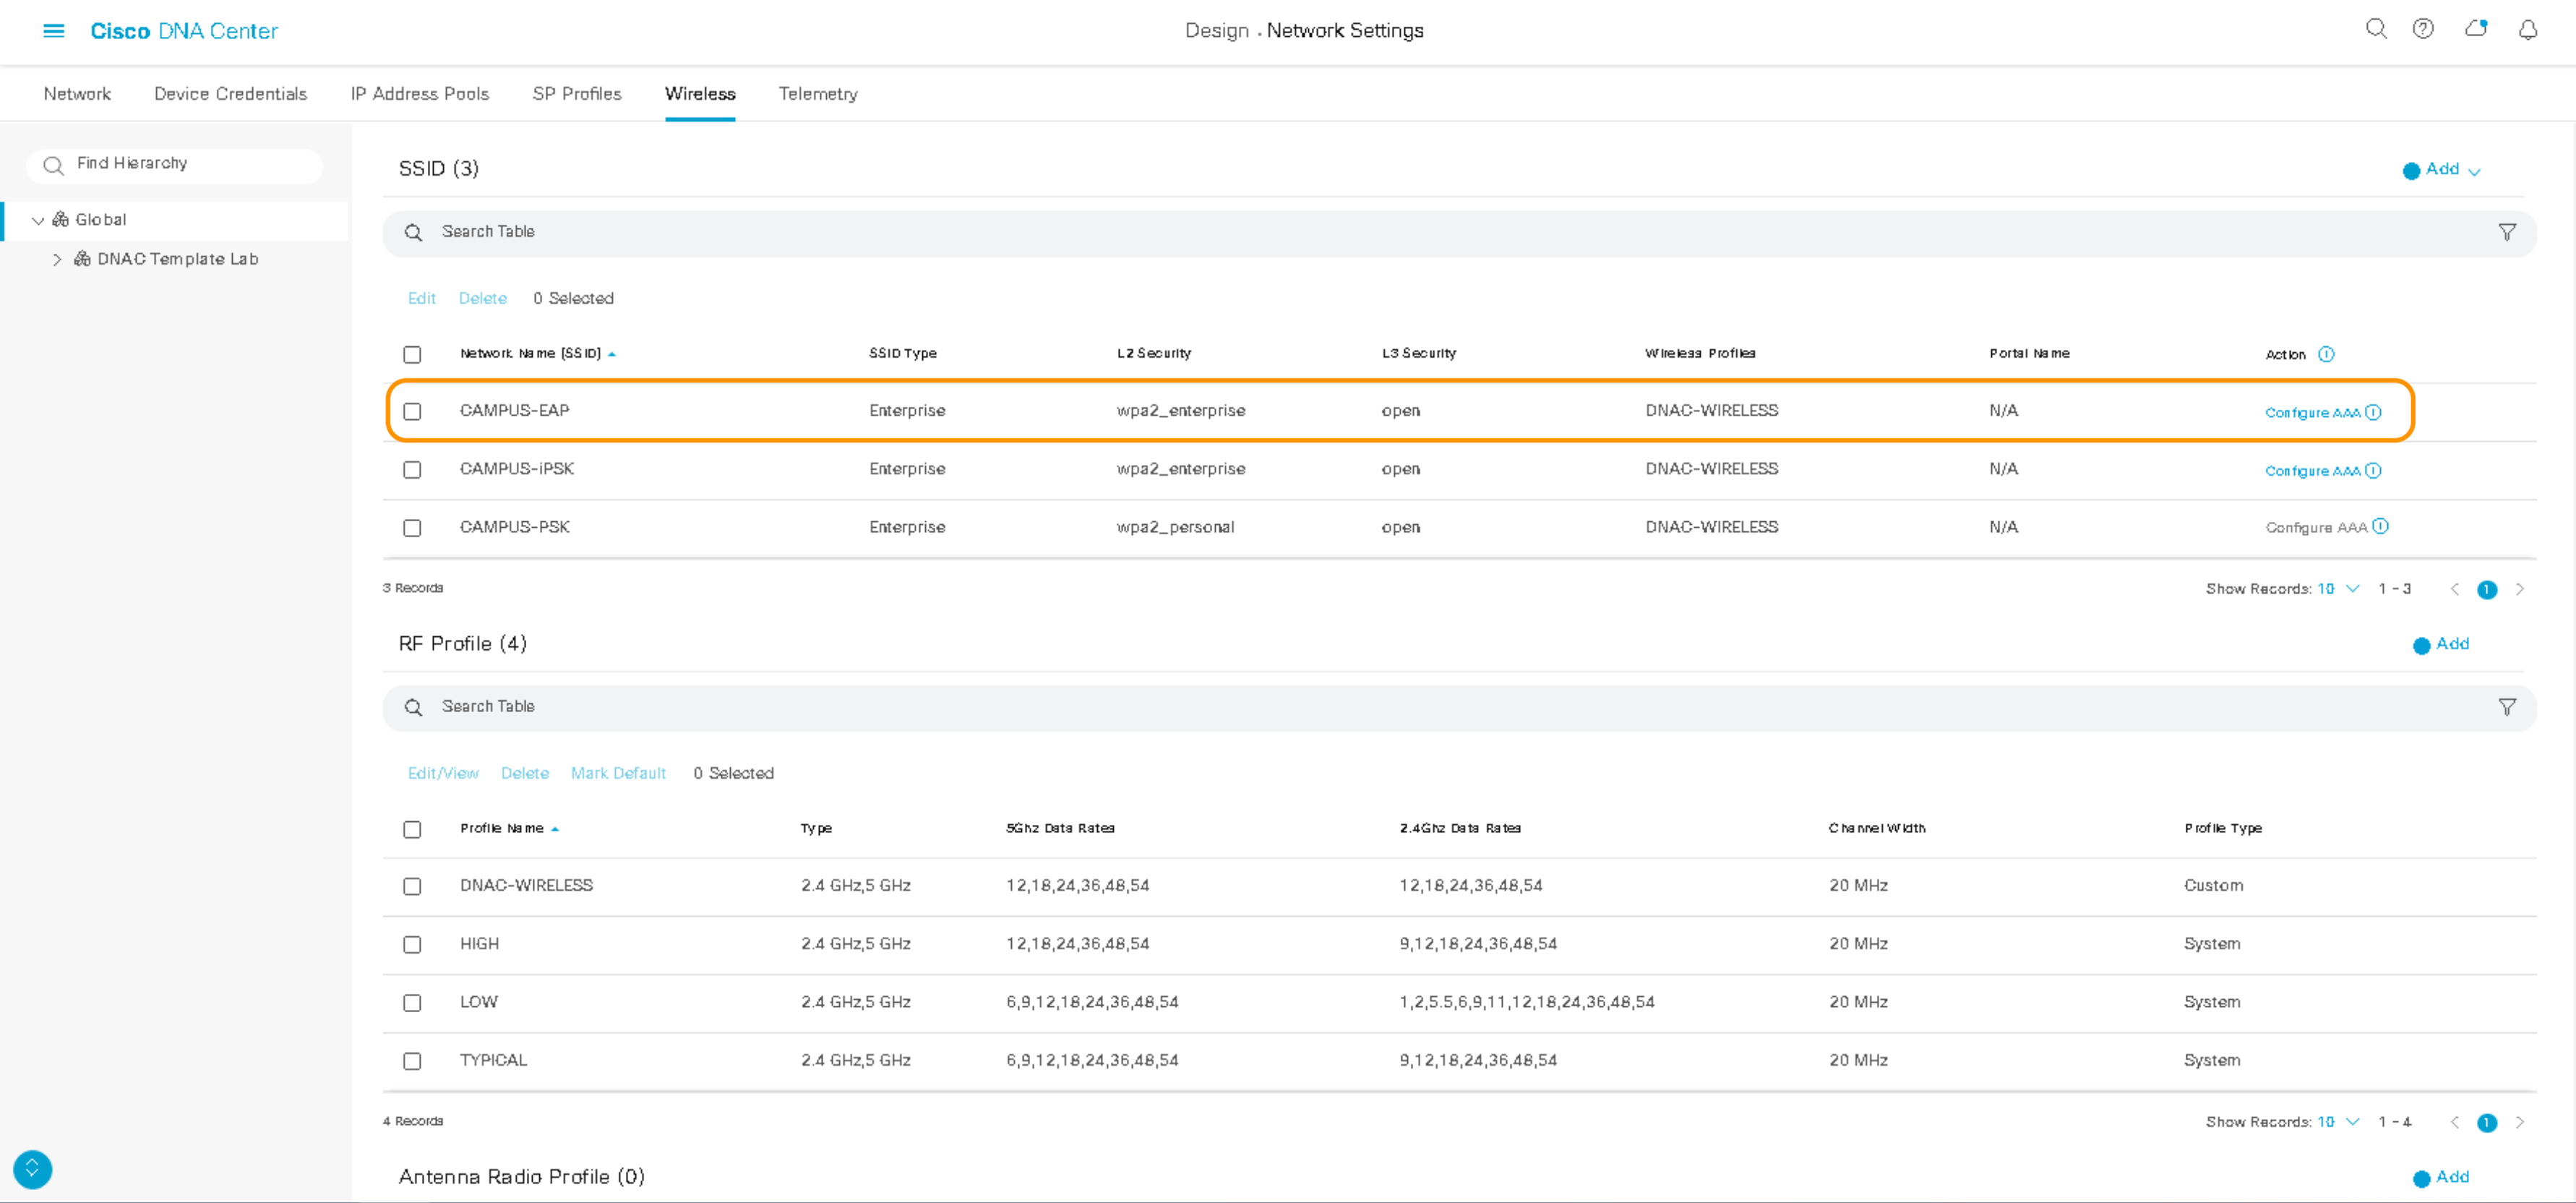 Cisco DNA Center
Design . Network Settings
Network Device Credentials IP Address Pools SP Profiles Wireless Telemetry
Find Hierarchy
Global
DNAC Template Lab
SSID (3)
Add
Search Table
Edit Delete 0 Selected
Network Name (SSID) SSID Type L2 Security L3 Security Wireless Profiles Portal Name Action
CAMPUS-EAP Enterprise wpa2_enterprise open DNAC-WIRELESS N/A Configure AAA
CAMPUS-iPSK Enterprise wpa2_enterprise open DNAC-WIRELESS N/A Configure AAA
CAMPUS-PSK Enterprise wpa2_personal open DNAC-WIRELESS N/A Configure AAA
3 Records Show Records: 10 1 - 3 1
RF Profile (4)
Add
Search Table
Edit/View Delete Mark Default 0 Selected
Profile Name Type 5Ghz Data Rates 2.4Ghz Data Rates Channel Width Profile Type
DNAC-WIRELESS 2.4 GHz,5 GHz 12,18,24,36,48,54 12,18,24,36,48,54 20 MHz Custom
HIGH 2.4 GHz,5 GHz 12,18,24,36,48,54 9,12,18,24,36,48,54 20 MHz System
LOW 2.4 GHz,5 GHz 6,9,12,18,24,36,48,54 1,2,5.5,6,9,11,12,18,24,36,48,54 20 MHz System
TYPICAL 2.4 GHz,5 GHz 6,9,12,18,24,36,48,54 9,12,18,24,36,48,54 20 MHz System
4 Records Show Records: 10 1 - 4 1
Antenna Radio Profile (0)
Add